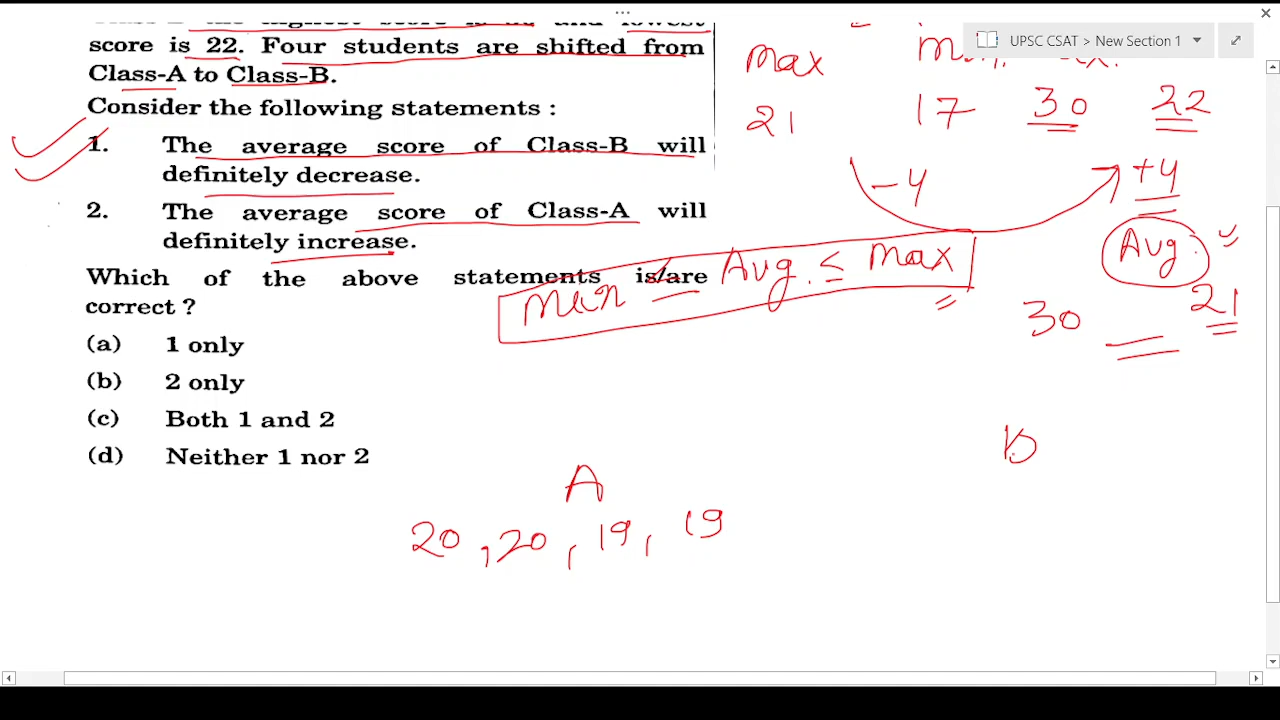 score is 22. Four students are shifted from
Class-A to Class-B.
Consider the following statements :
1. The average score of Class-B will
definitely decrease.
2. The average score of Class-A will
definitely increase.
Which of the above statements is/are
correct ?
(a) 1 only
(b) 2 only
(c) Both 1 and 2
(d) Neither 1 nor 2
UPSC CSAT > New Section 1
max
21 17 30 22
-4 +4
min ≤ Avg. ≤ max
Avg.
30 21
A B
20, 20, 19, 19